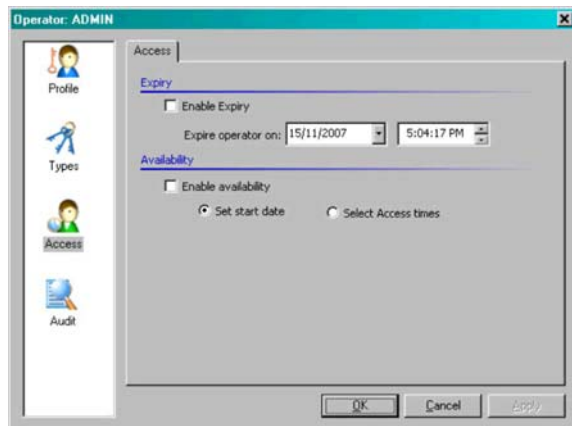 Operator: ADMIN
Profile
Types
Access
Audit
Access
Expiry
Enable Expiry
Expire operator on: 15/11/2007 5:04:17 PM
Availability
Enable availability
Set start date Select Access times
OK Cancel Apply